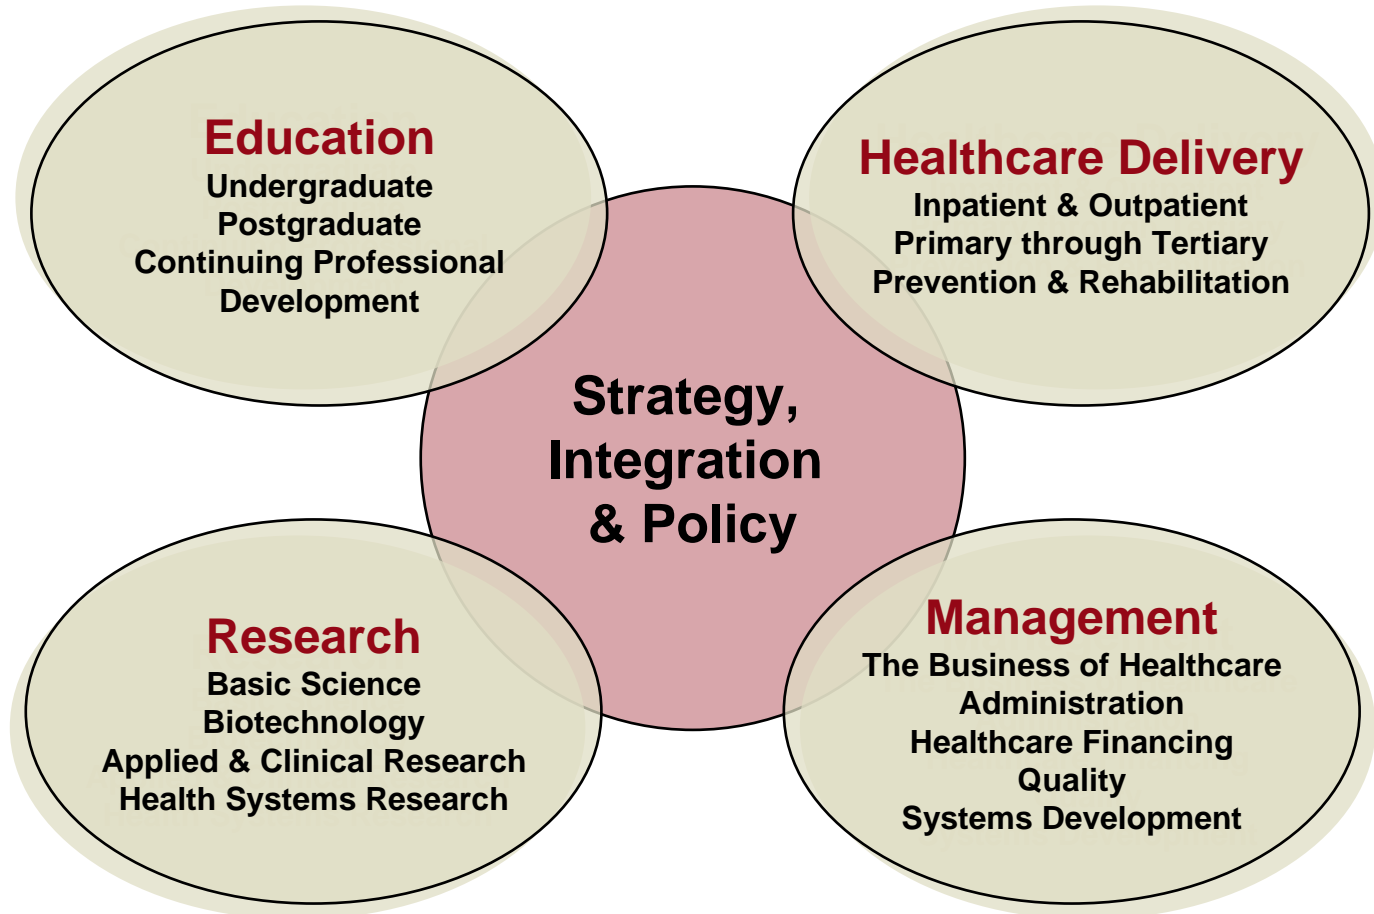 Education
Undergraduate
Postgraduate
Continuing Professional
Development
Healthcare Delivery
Inpatient & Outpatient
Primary through Tertiary
Prevention & Rehabilitation
Strategy,
Integration
& Policy
Research
Basic Science
Biotechnology
Applied & Clinical Research
Health Systems Research
Management
The Business of Healthcare
Administration
Healthcare Financing
Quality
Systems Development